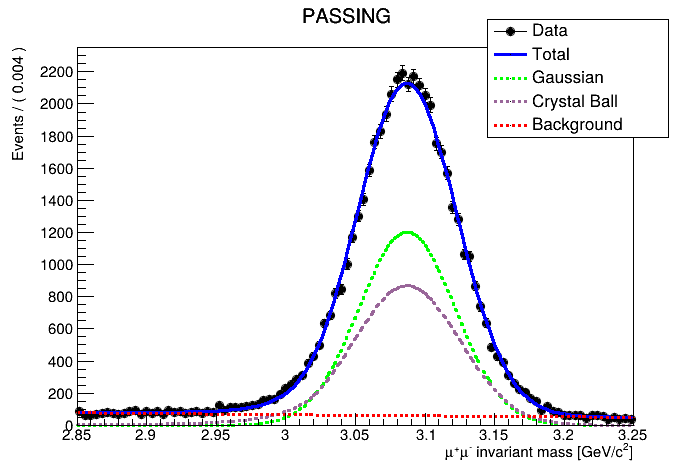 PASSING
Data
Total
Gaussian
Crystal Ball
Background
Events / ( 0.004 )
2200
2000
1800
1600
1400
1200
1000
800
600
400
200
0
2.85 2.9 2.95 3 3.05 3.1 3.15 3.2 3.25
μ⁺μ⁻ invariant mass [GeV/c²]